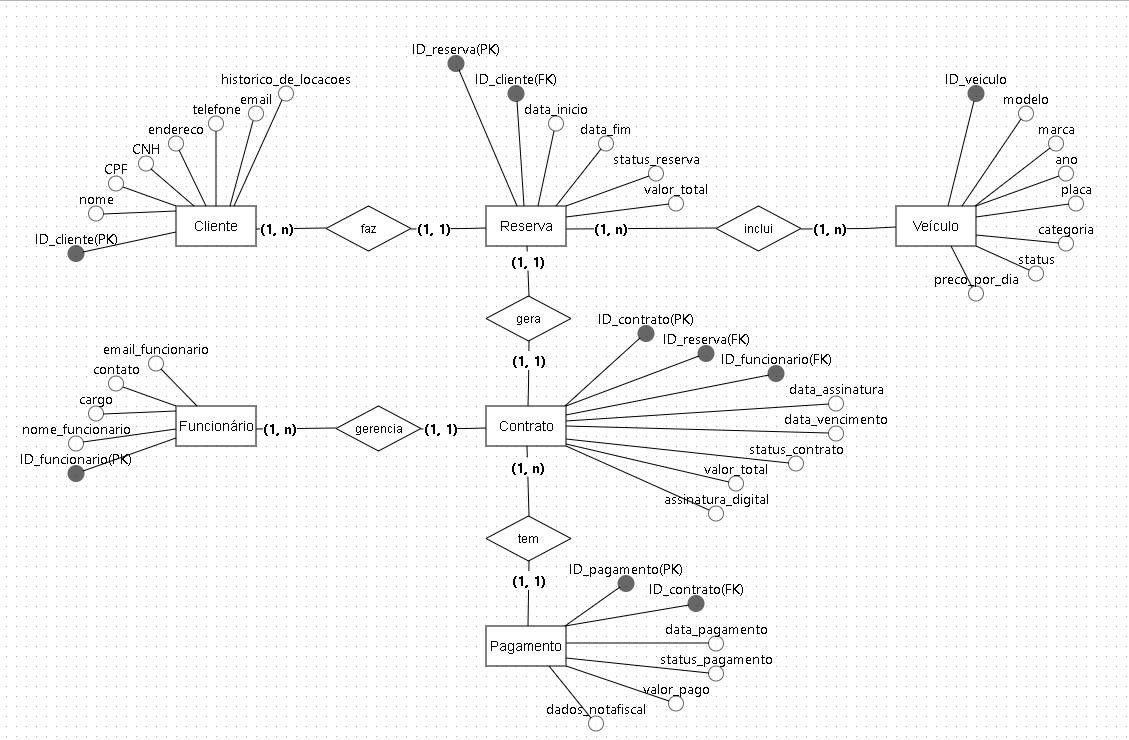 ID_reserva(PK)
ID_cliente(FK)
data_inicio
data_fim
status_reserva
valor_total
historico_de_locacoes
email
telefone
endereco
CNH
CPF
nome
ID_cliente(PK)
Cliente
(1, n)
faz
(1, 1)
Reserva
(1, n)
inclui
(1, n)
Veículo
ID_veiculo
modelo
marca
ano
placa
categoria
status
preco_por_dia
(1, 1)
gera
(1, 1)
email_funcionario
contato
cargo
nome_funcionario
ID_funcionario(PK)
Funcionário
(1, n)
gerencia
(1, 1)
Contrato
ID_contrato(PK)
ID_reserva(FK)
ID_funcionario(FK)
data_assinatura
data_vencimento
status_contrato
valor_total
assinatura_digital
(1, n)
tem
(1, 1)
Pagamento
ID_pagamento(PK)
ID_contrato(FK)
data_pagamento
status_pagamento
valor_pago
dados_notafiscal